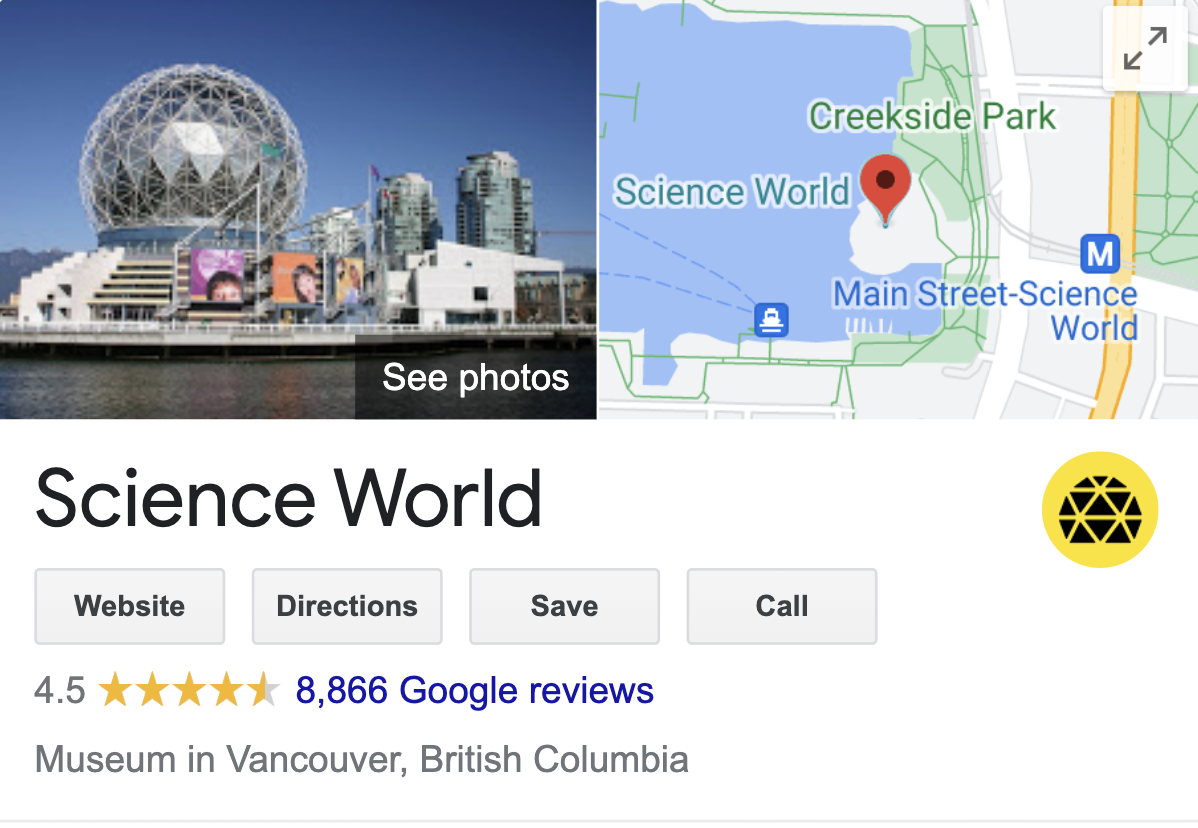 See photos
Creekside Park
Science World
M
Main Street-Science
World
Science World
Website
Directions
Save
Call
4.5
8,866 Google reviews
Museum in Vancouver, British Columbia